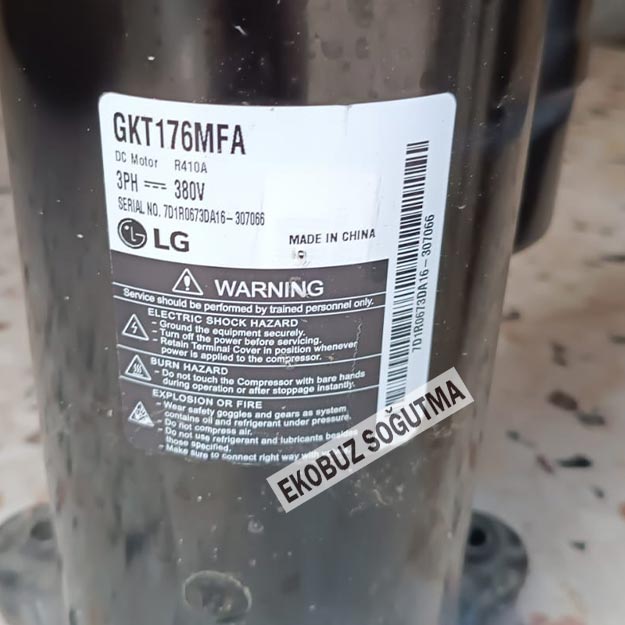 GKT176MFA
DC Motor R410A
3PH 380V
SERIAL NO. 7D1R0673DA16-307066
LG
MADE IN CHINA
WARNING
Service should be performed by trained personnel only.
ELECTRIC SHOCK HAZARD
- Ground the equipment securely.
- Turn off the power before servicing.
- Retain Terminal Cover in position whenever
power is applied to the compressor.
BURN HAZARD
- Do not touch the Compressor with bare hands
during operation or after stoppage instantly.
EXPLOSION OR FIRE
- Wear safety goggles and gears as system
contains oil and refrigerant under pressure.
- Do not compress air.
- Do not use refrigerant and lubricants besides
those specified.
- Make sure to connect right way with
7D1R0673DA16-307066
EKOBUZ SOĞUTMA